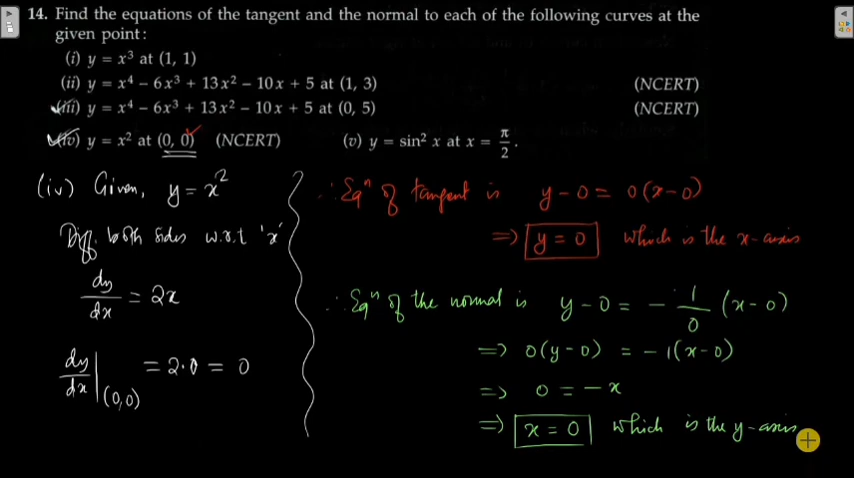 14. Find the equations of the tangent and the normal to each of the following curves at the
given point:
(i) y = x³ at (1, 1)
(ii) y = x⁴ – 6x³ + 13x² – 10x + 5 at (1, 3) (NCERT)
(iii) y = x⁴ – 6x³ + 13x² – 10x + 5 at (0, 5) (NCERT)
(iv) y = x² at (0, 0) (NCERT) (v) y = sin² x at x = π/2 .
(iv) Given, y = x²
Diff. both sides w.r.t 'x'
dy/dx = 2x
dy/dx |(0,0) = 2·0 = 0
∴ Eqⁿ of tangent is y – 0 = 0(x – 0)
⇒ y = 0 which is the x-axis
∴ Eqⁿ of the normal is y – 0 = – 1/0 (x – 0)
⇒ 0(y – 0) = – 1(x – 0)
⇒ 0 = – x
⇒ x = 0 which is the y-axis